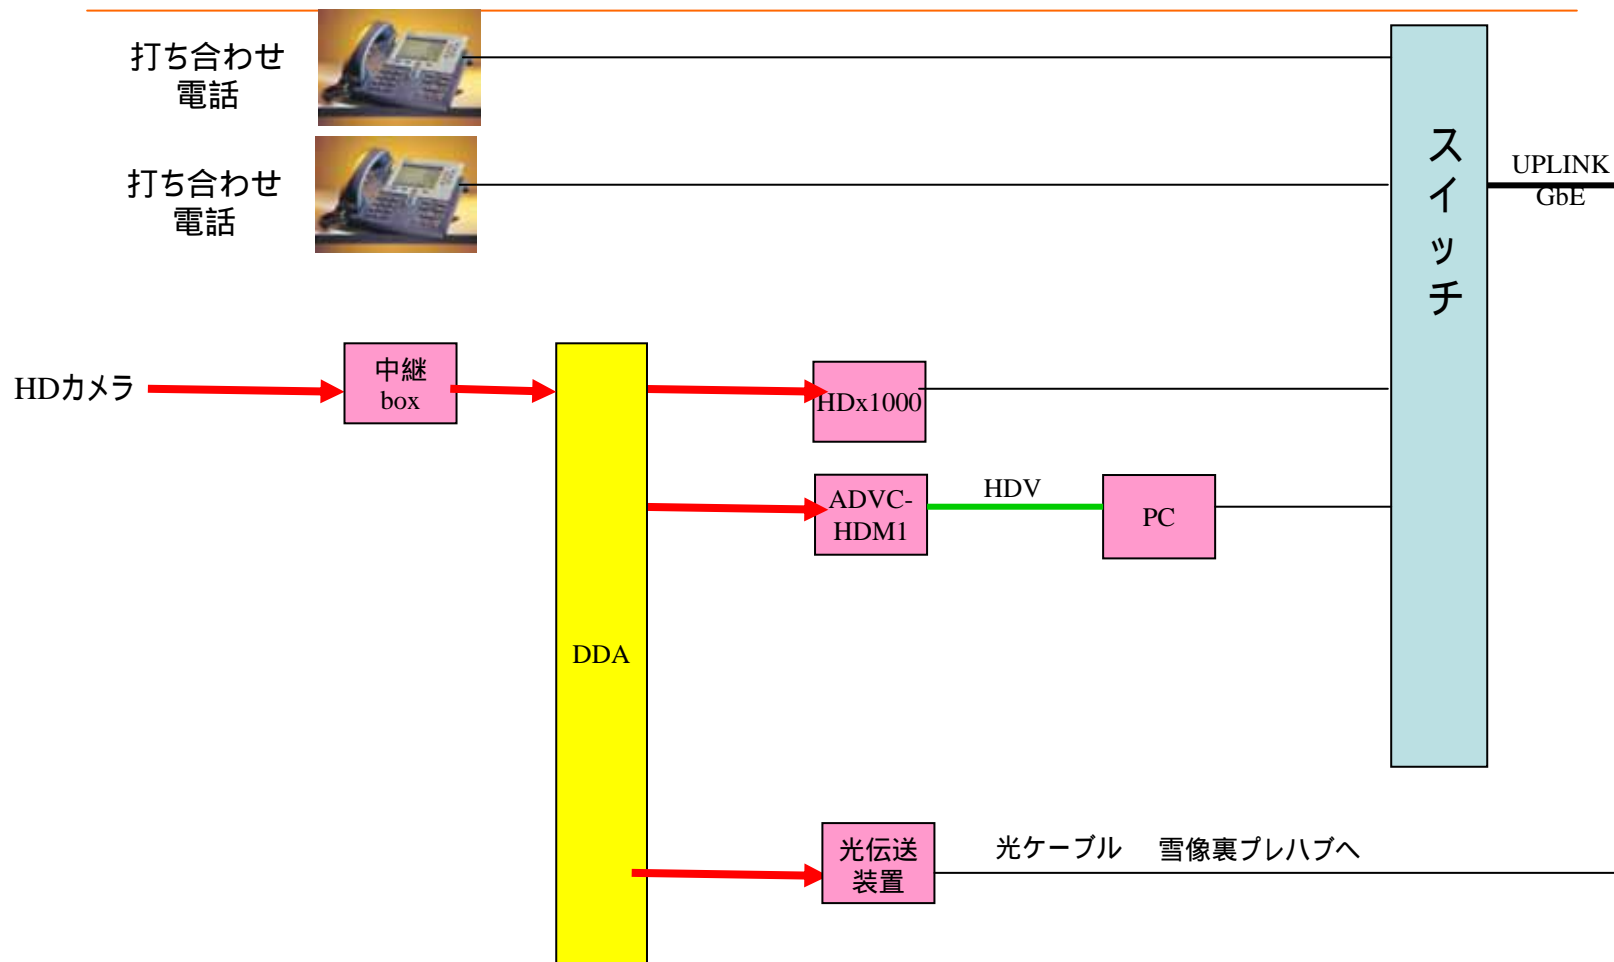 打ち合わせ
電話
打ち合わせ
電話
スイッチ
UPLINK
GbE
HDカメラ
中継
box
HDx1000
ADVC-
HDM1
HDV
PC
DDA
光伝送
装置
光ケーブル 雪像裏プレハブへ